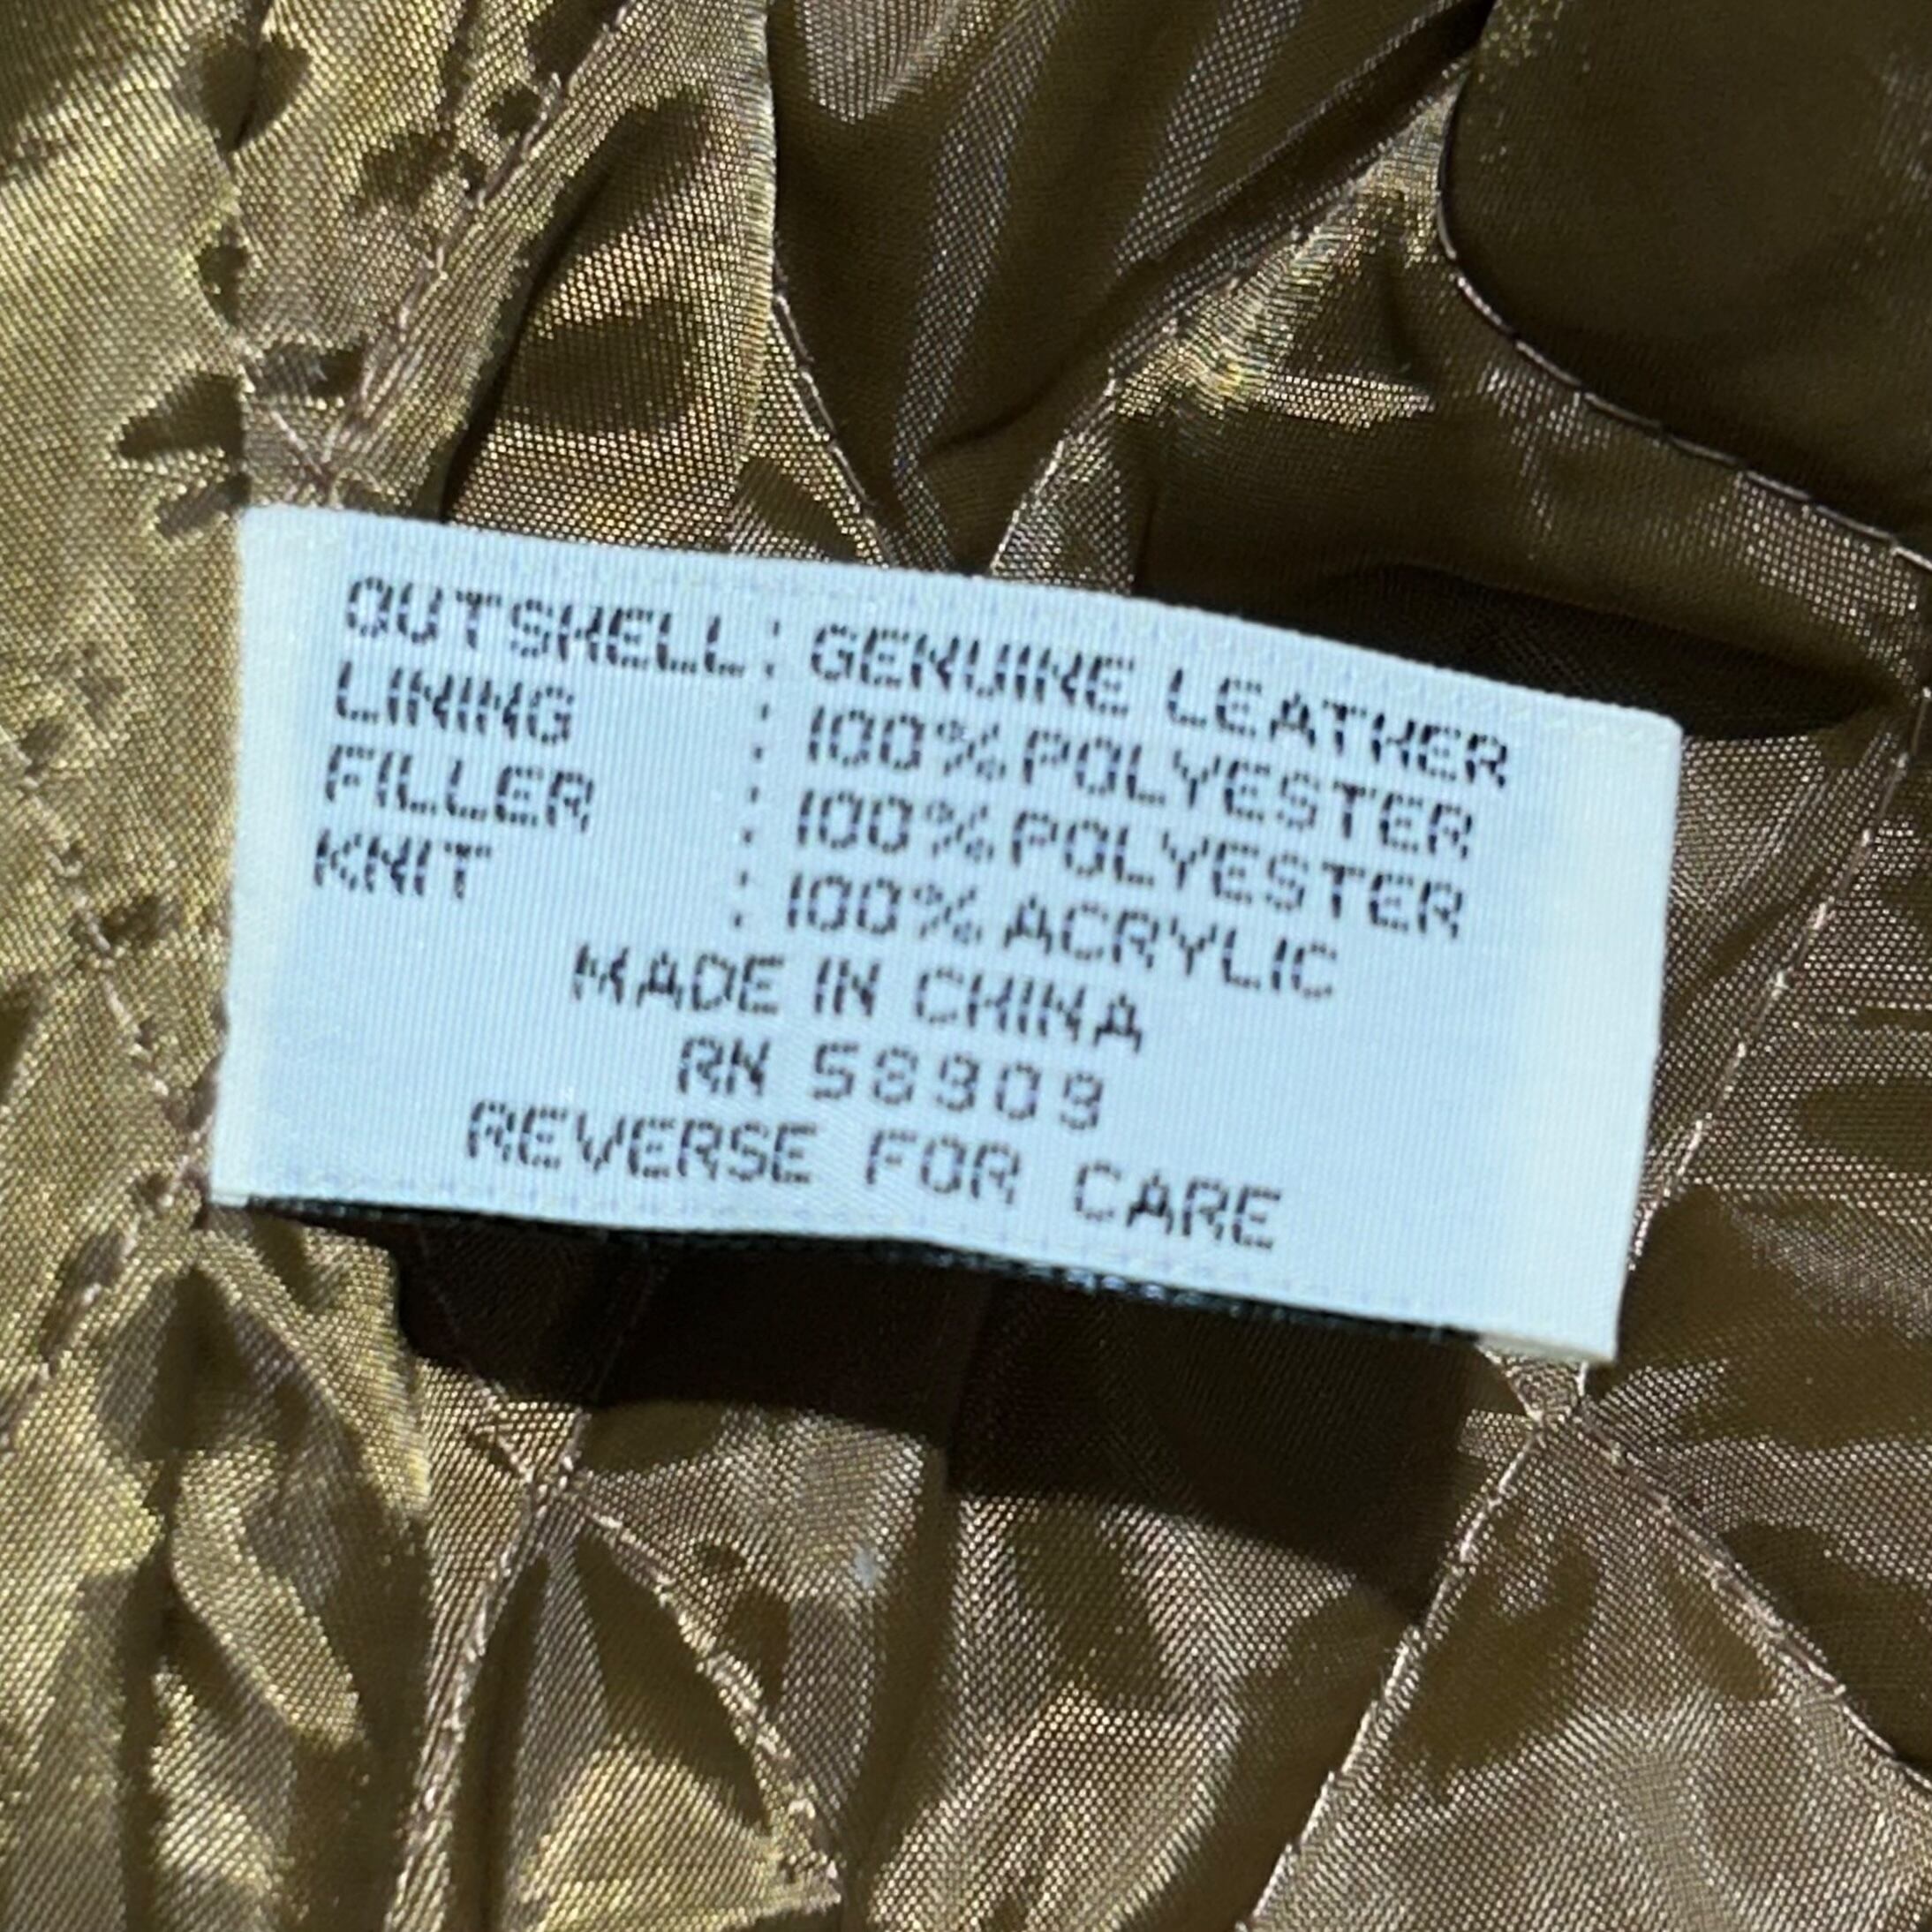 OUTSHELL: GENUINE LEATHER
LINING : 100% POLYESTER
FILLER : 100% POLYESTER
KNIT : 100% ACRYLIC
MADE IN CHINA
RN 58909
REVERSE FOR CARE